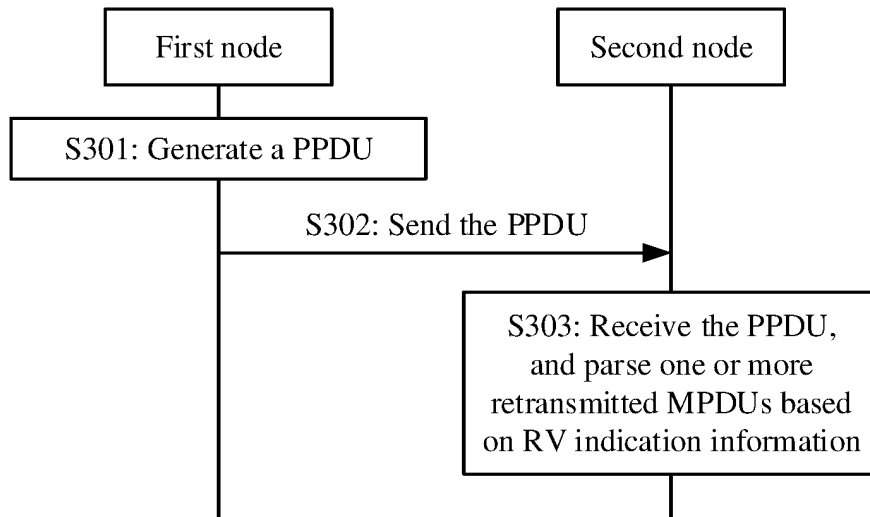 First node
Second node
S301: Generate a PPDU
S302: Send the PPDU
S303: Receive the PPDU,
and parse one or more
retransmitted MPDUs based
on RV indication information